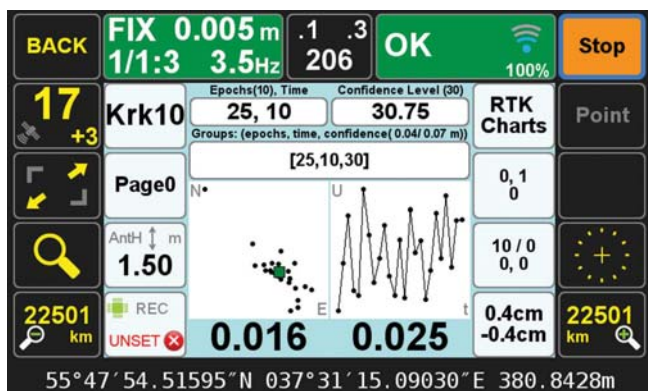 BACK
FIX 0.005 m
1/1:3 3.5Hz
.1 .3
206
OK
100%
Stop
17
+3
Krk10
Epochs(10), Time
25, 10
Confidence Level (30)
30.75
Groups: (epochs, time, confidence( 0.04/ 0.07 m))
[25,10,30]
RTK
Charts
Point
Page0
N
E
U
t
0, 1
0
AntH m
1.50
10 / 0
0, 0
22501
km
REC
UNSET
0.016
0.025
0.4cm
-0.4cm
22501
km
55°47′54.51595″N 037°31′15.09030″E 380.8428m